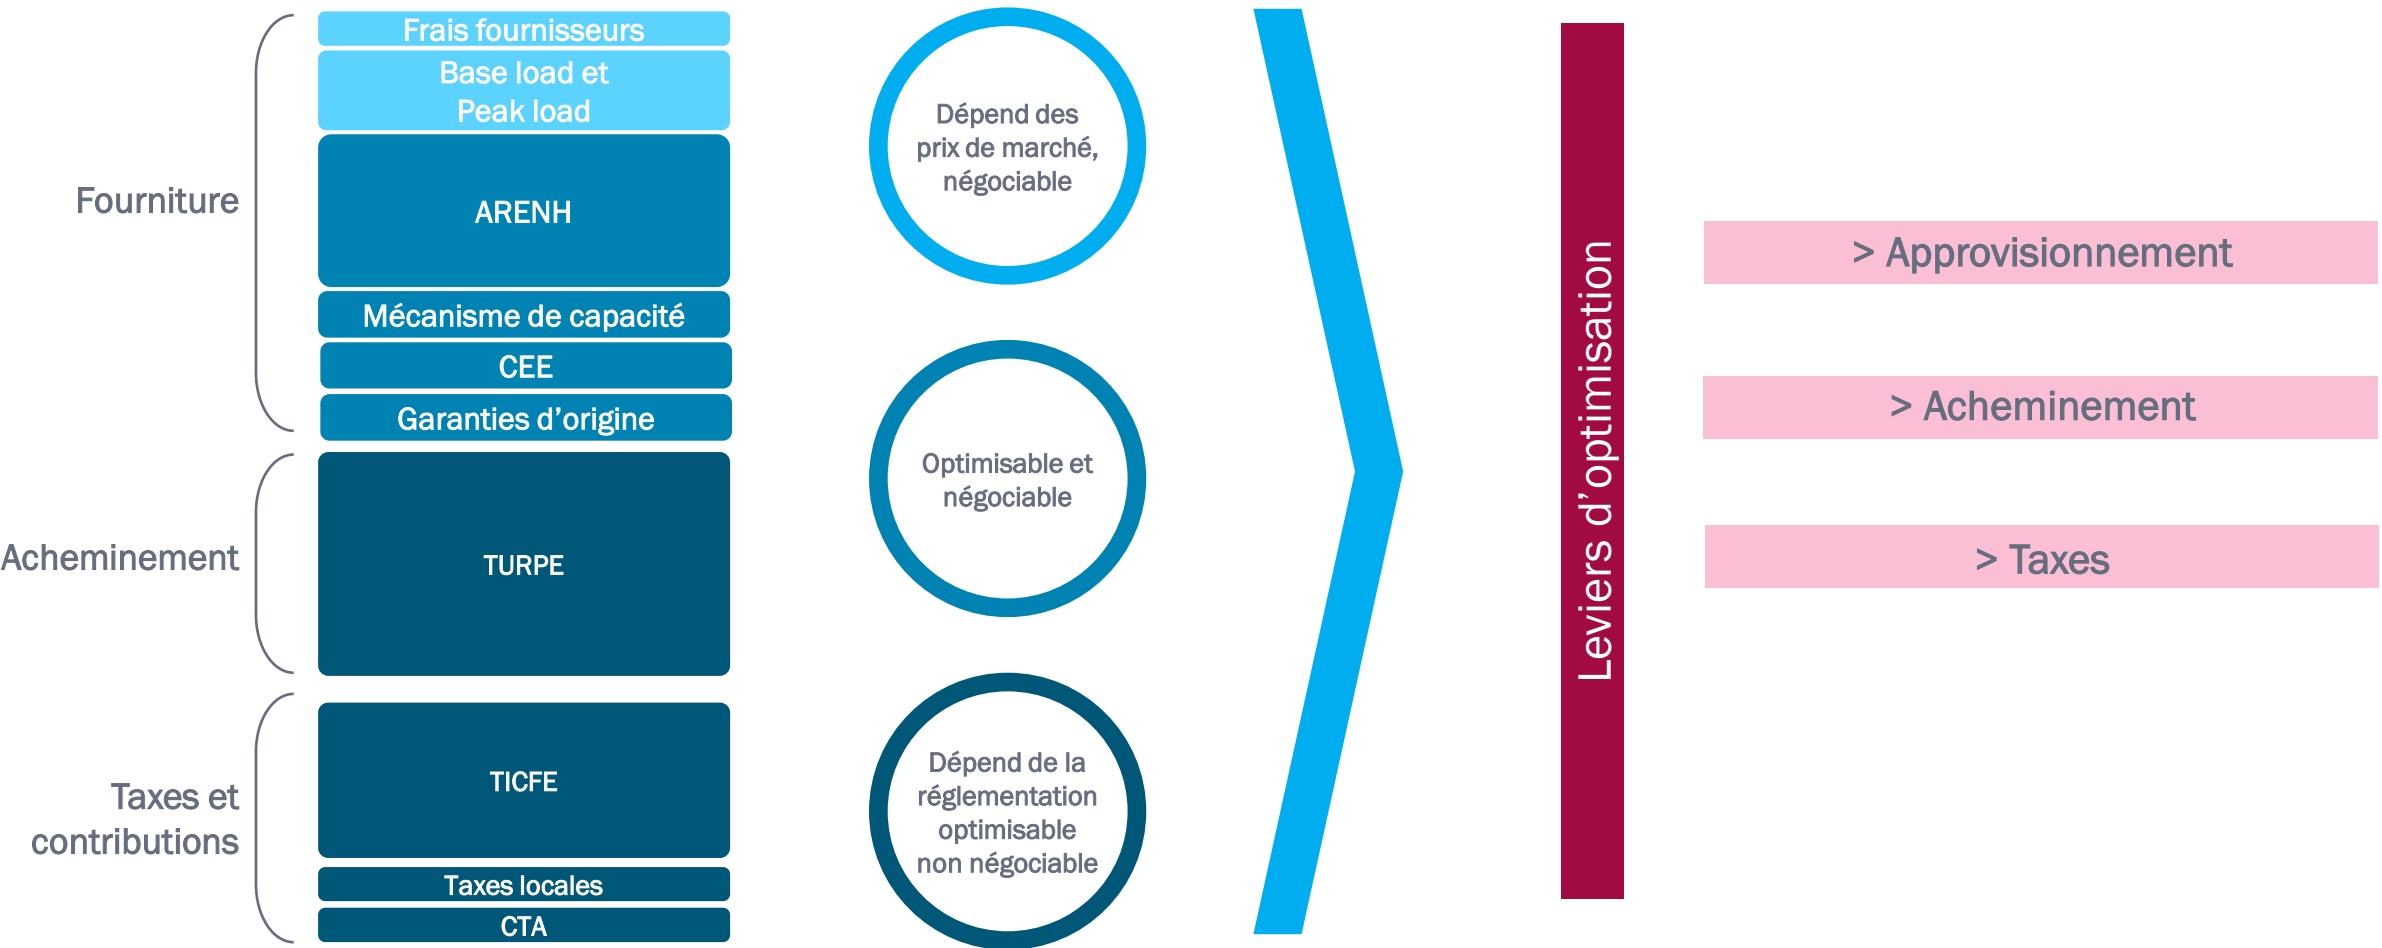 Fourniture
Frais fournisseurs
Base load et
Peak load
ARENH
Mécanisme de capacité
CEE
Garanties d’origine
Acheminement
TURPE
Taxes et
contributions
TICFE
Taxes locales
CTA
Dépend des
prix de marché,
négociable
Optimisable et
négociable
Dépend de la
réglementation
optimisable
non négociable
Leviers d’optimisation
> Approvisionnement
> Acheminement
> Taxes